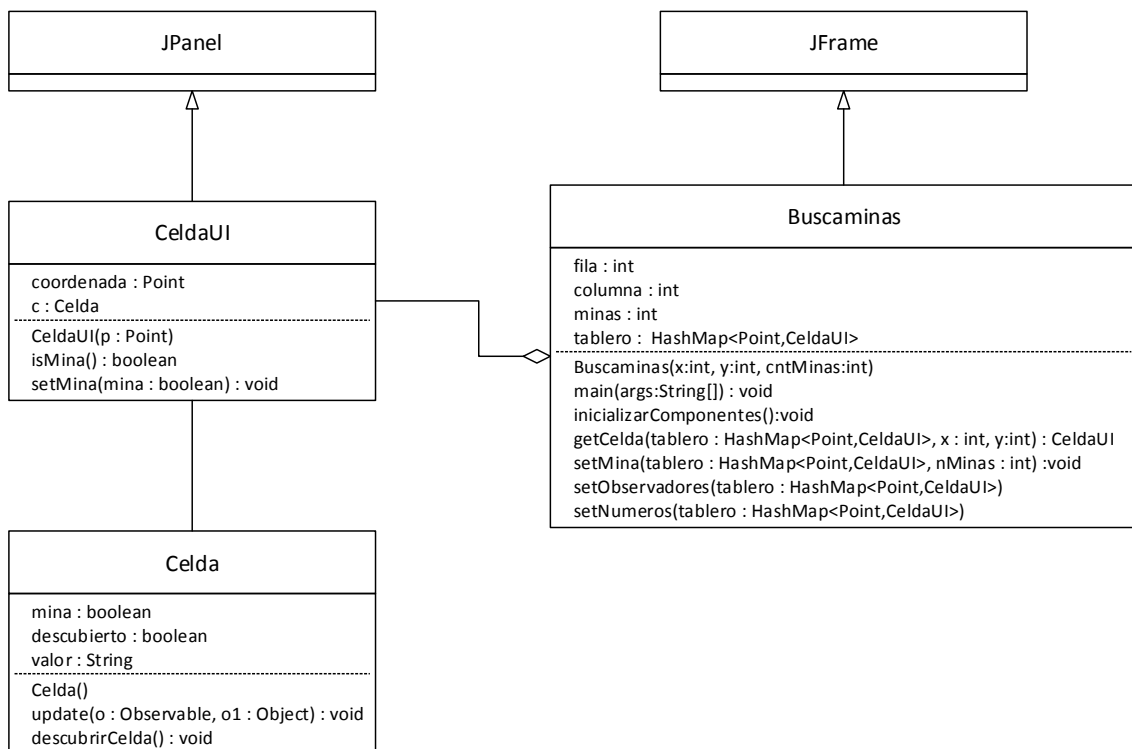 JPanel
JFrame
CeldaUI
coordenada : Point
c : Celda
CeldaUI(p : Point)
isMina() : boolean
setMina(mina : boolean) : void
Buscaminas
fila : int
columna : int
minas : int
tablero : HashMap<Point,CeldaUI>
Buscaminas(x:int, y:int, cntMinas:int)
main(args:String[]) : void
inicializarComponentes():void
getCelda(tablero : HashMap<Point,CeldaUI>, x : int, y:int) : CeldaUI
setMina(tablero : HashMap<Point,CeldaUI>, nMinas : int) :void
setObservadores(tablero : HashMap<Point,CeldaUI>)
setNumeros(tablero : HashMap<Point,CeldaUI>)
Celda
mina : boolean
descubierto : boolean
valor : String
Celda()
update(o : Observable, o1 : Object) : void
descubrirCelda() : void